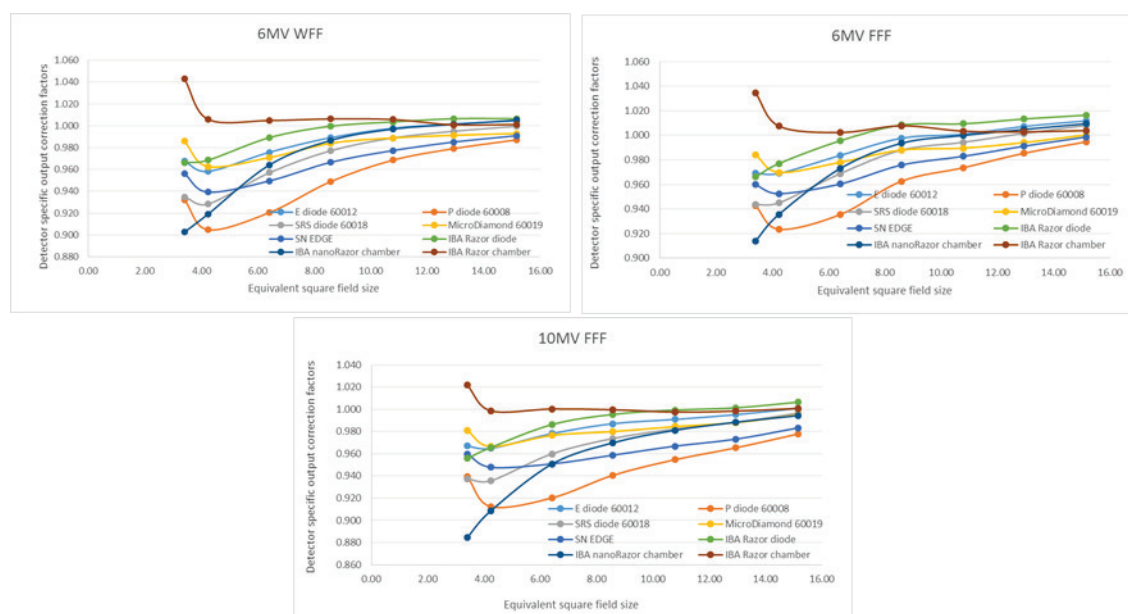 6MV WFF
Detector specific output correction factors
1.060
1.040
1.020
1.000
0.980
0.960
0.940
0.920
0.900
0.880
0.00 2.00 4.00 6.00 8.00 10.00 12.00 14.00 16.00
Equivalent square field size
E diode 60012 P diode 60008
SRS diode 60018 MicroDiamond 60019
SN EDGE IBA Razor diode
IBA nanoRazor chamber IBA Razor chamber
6MV FFF
Detector specific output correction factors
1.060
1.040
1.020
1.000
0.980
0.960
0.940
0.920
0.900
0.00 2.00 4.00 6.00 8.00 10.00 12.00 14.00 16.00
Equivalent square field size
E diode 60012 P diode 60008
SRS diode 60018 MicroDiamond 60019
SN EDGE IBA Razor diode
IBA nanoRazor chamber IBA Razor chamber
10MV FFF
Detector specific output correction factors
1.040
1.020
1.000
0.980
0.960
0.940
0.920
0.900
0.880
0.860
0.00 2.00 4.00 6.00 8.00 10.00 12.00 14.00 16.00
Equivalent square field size
E diode 60012 P diode 60008
SRS diode 60018 MicroDiamond 60019
SN EDGE IBA Razor diode
IBA nanoRazor chamber IBA Razor chamber